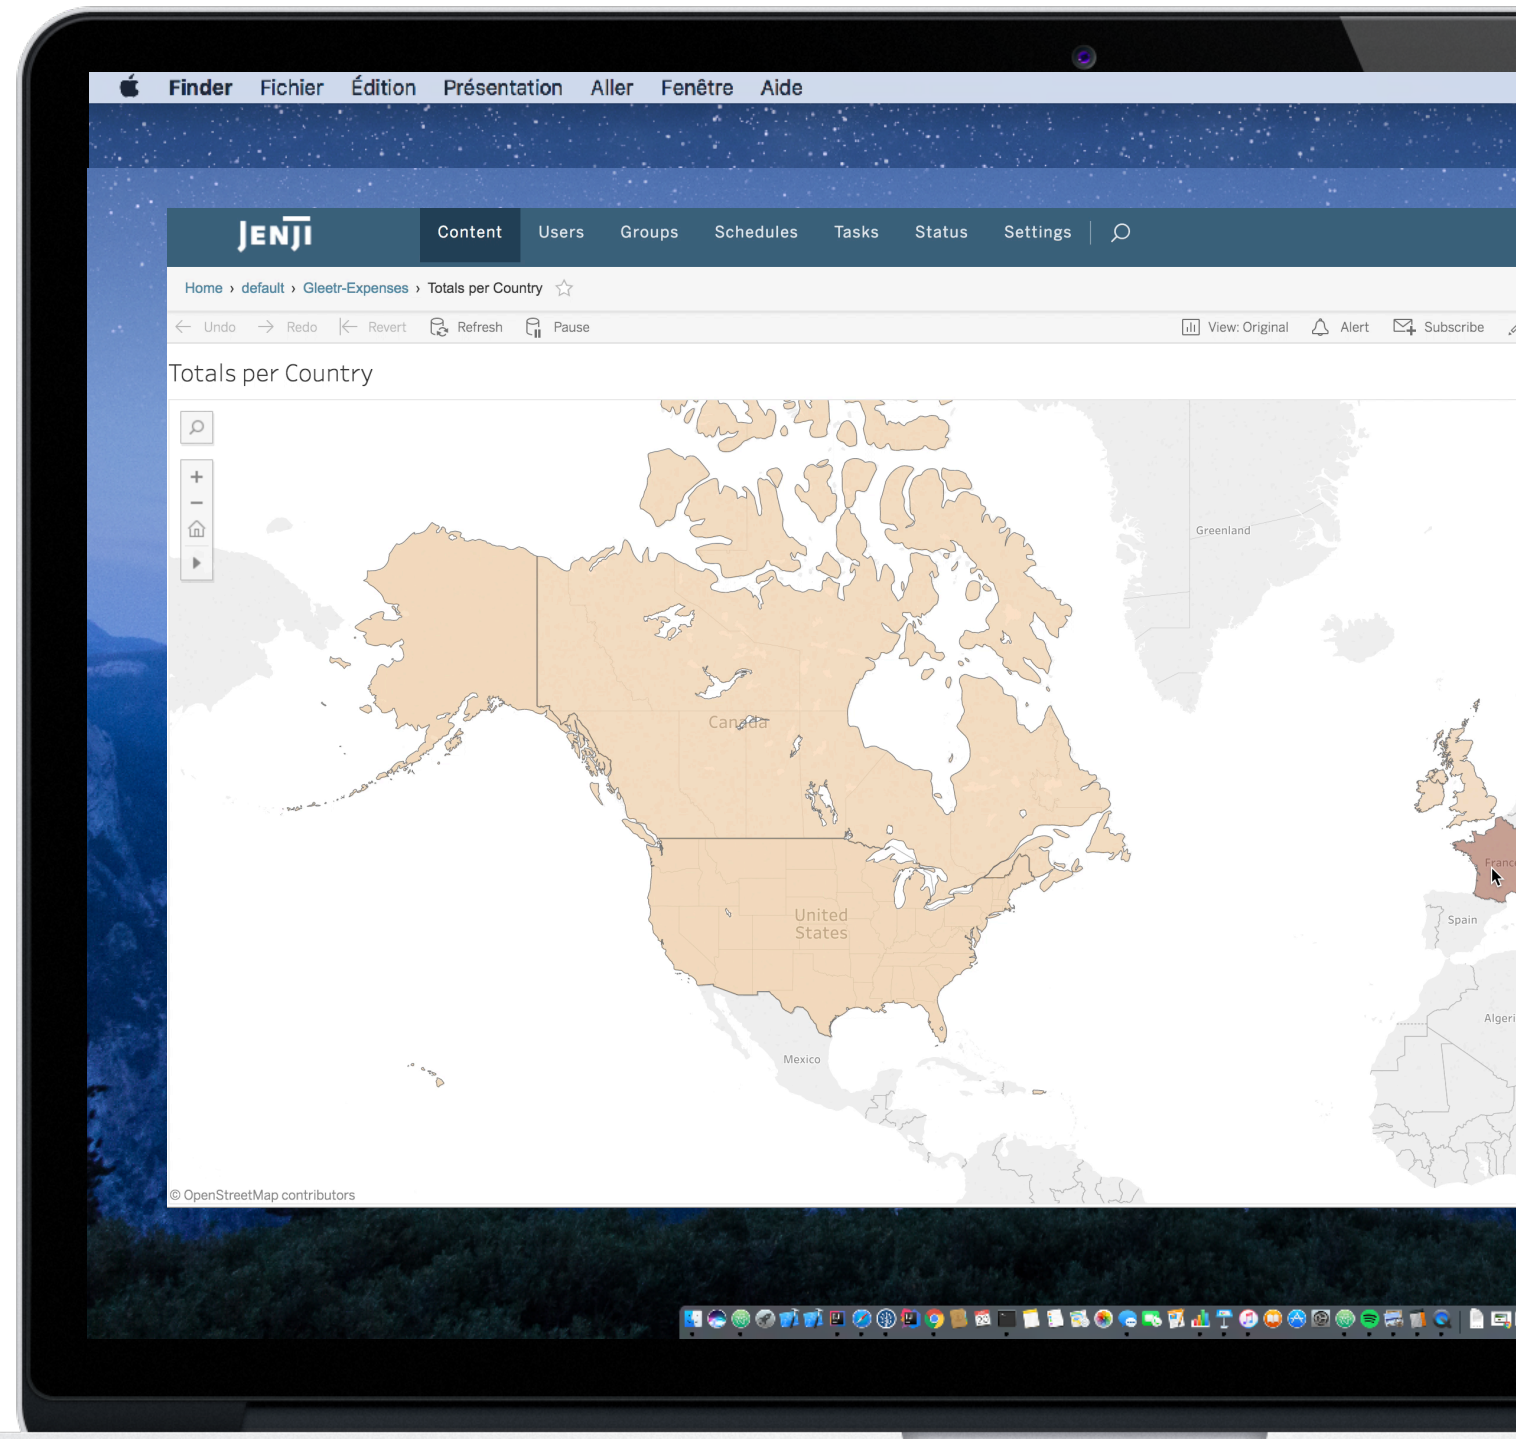 Finder Fichier Édition Présentation Aller Fenêtre Aide
JENJI Content Users Groups Schedules Tasks Status Settings
Home › default › Gleetr-Expenses › Totals per Country
Undo Redo Revert Refresh Pause View: Original Alert Subscribe
Totals per Country
Greenland
Canada
France
United
States
Spain
Algeri
Mexico
© OpenStreetMap contributors